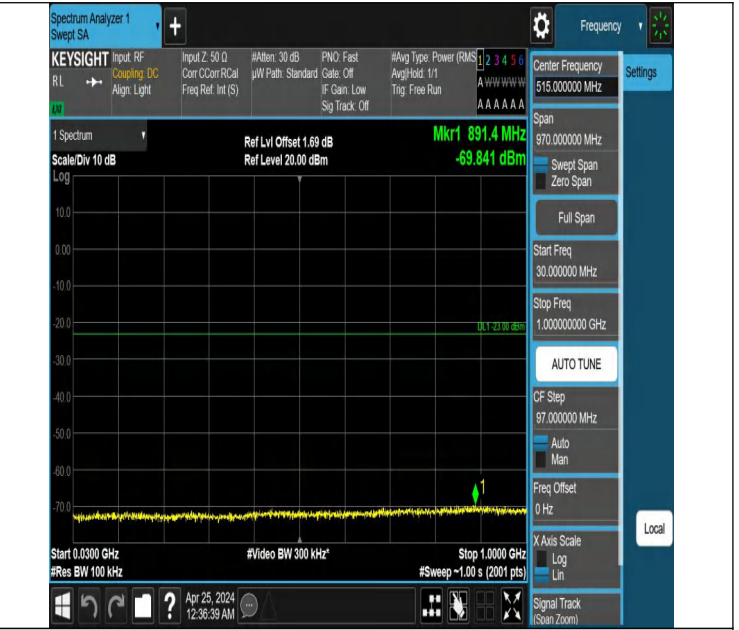 Spectrum Analyzer 1
Swept SA
+
Frequency
KEYSIGHT
RL
Input: RF
Coupling: DC
Align: Light
Input Z: 50 Ω
Corr CCorr RCal
Freq Ref: Int (S)
#Atten: 30 dB
µW Path: Standard
PNO: Fast
Gate: Off
IF Gain: Low
Sig Track: Off
#Avg Type: Power (RMS
Avg|Hold: 1/1
Trig: Free Run
1 2 3 4 5 6
A W W W W W
A A A A A A
1 Spectrum
Scale/Div 10 dB
Log
Ref Lvl Offset 1.69 dB
Ref Level 20.00 dBm
Mkr1 891.4 MHz
-69.841 dBm
10.0
0.00
-10.0
-20.0
-30.0
-40.0
-50.0
-60.0
-70.0
DL1 -23.00 dBm
1
Start 0.0300 GHz
#Res BW 100 kHz
#Video BW 300 kHz*
Stop 1.0000 GHz
#Sweep ~1.00 s (2001 pts)
Center Frequency
515.000000 MHz
Settings
Span
970.000000 MHz
Swept Span
Zero Span
Full Span
Start Freq
30.000000 MHz
Stop Freq
1.000000000 GHz
AUTO TUNE
CF Step
97.000000 MHz
Auto
Man
Freq Offset
0 Hz
X Axis Scale
Log
Lin
Local
Signal Track
(Span Zoom)
?
Apr 25, 2024
12:36:39 AM